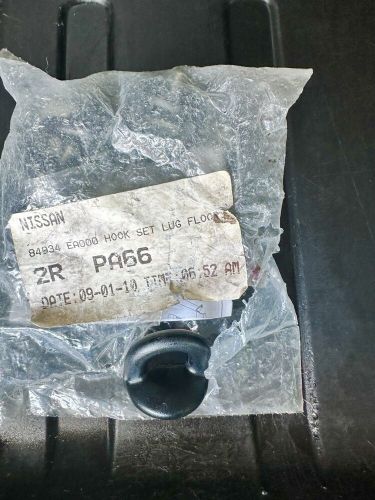 NISSAN
84934 EA000 HOOK SET LUG FLOO
2R PA66
DATE:09-01-10 TIME:06.52 AM